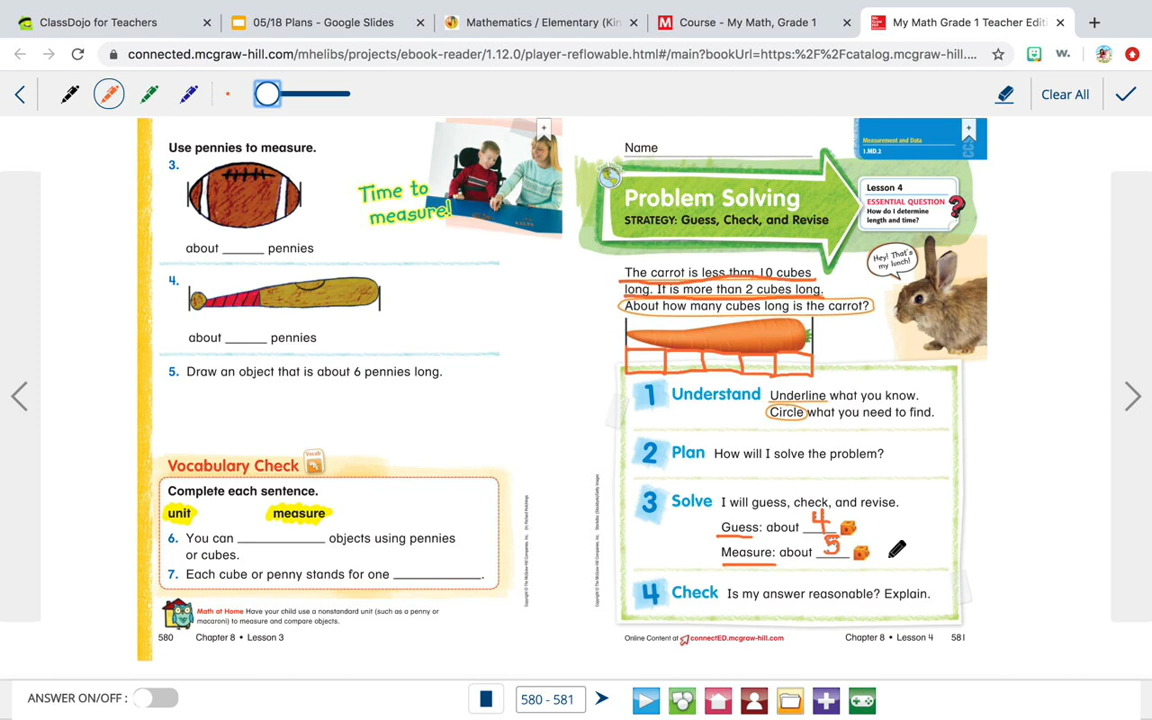 ClassDojo for Teachers
05/18 Plans - Google Slides
Mathematics / Elementary (Kin
Course - My Math, Grade 1
My Math Grade 1 Teacher Edit
connected.mcgraw-hill.com/mhelibs/projects/ebook-reader/1.12.0/player-reflowable.html#/main?bookUrl=https:%2F%2Fcatalog.mcgraw-hill....
w.
Clear All
Use pennies to measure.
3.
Time to
measure!
about ______ pennies
4.
about ______ pennies
5. Draw an object that is about 6 pennies long.
Vocabulary Check
Vocab
Complete each sentence.
unit measure
6. You can ____________ objects using pennies
or cubes.
7. Each cube or penny stands for one ____________.
Math at Home Have your child use a nonstandard unit (such as a penny or
macaroni) to measure and compare objects.
580 Chapter 8 • Lesson 3
Measurement and Data
1.MD.2
CCSS
Name
Problem Solving
STRATEGY: Guess, Check, and Revise
Lesson 4
ESSENTIAL QUESTION
How do I determine
length and time?
?
Hey! That's
my lunch!
The carrot is less than 10 cubes
long. It is more than 2 cubes long.
About how many cubes long is the carrot?
1 Understand Underline what you know.
Circle what you need to find.
2 Plan How will I solve the problem?
3 Solve I will guess, check, and revise.
Guess: about 4
Measure: about 5
4 Check Is my answer reasonable? Explain.
Online Content at connectED.mcgraw-hill.com
Chapter 8 • Lesson 4 581
ANSWER ON/OFF :
580 - 581